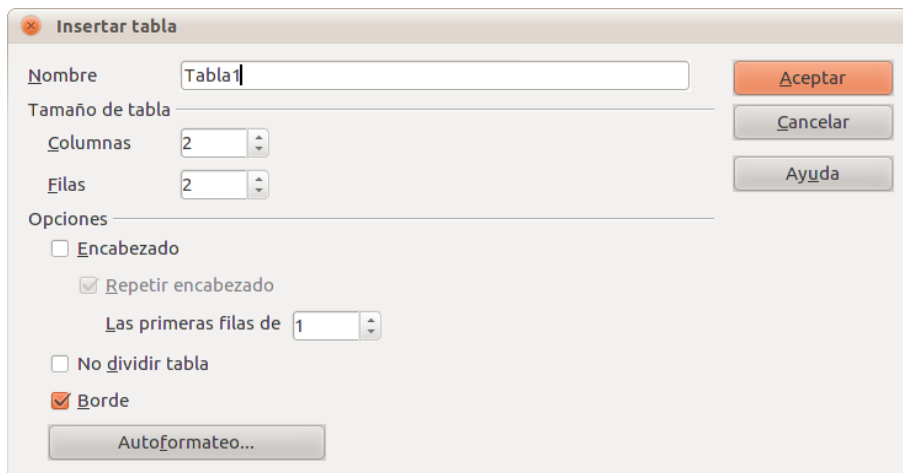 Insertar tabla
Nombre Tabla1 Aceptar
Tamaño de tabla
Cancelar
Columnas 2
Ayuda
Filas 2
Opciones
Encabezado
Repetir encabezado
Las primeras filas de 1
No dividir tabla
Borde
Autoformateo...